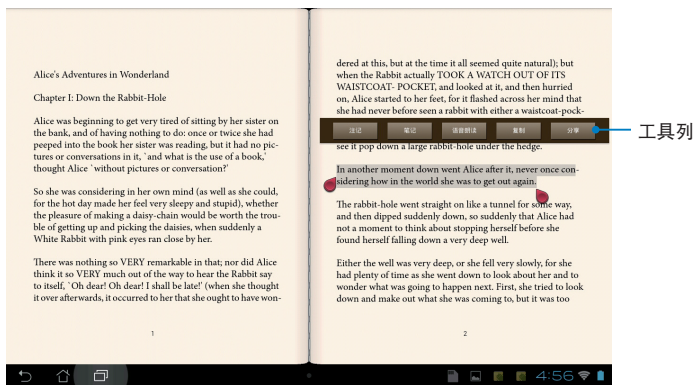 Alice's Adventures in Wonderland
Chapter I: Down the Rabbit-Hole
Alice was beginning to get very tired of sitting by her sister on
the bank, and of having nothing to do: once or twice she had
peeped into the book her sister was reading, but it had no pic-
tures or conversations in it, `and what is the use of a book,'
thought Alice `without pictures or conversation?'
So she was considering in her own mind (as well as she could,
for the hot day made her feel very sleepy and stupid), whether
the pleasure of making a daisy-chain would be worth the trou-
ble of getting up and picking the daisies, when suddenly a
White Rabbit with pink eyes ran close by her.
There was nothing so VERY remarkable in that; nor did Alice
think it so VERY much out of the way to hear the Rabbit say
to itself, `Oh dear! Oh dear! I shall be late!' (when she thought
it over afterwards, it occurred to her that she ought to have won-
1
dered at this, but at the time it all seemed quite natural); but
when the Rabbit actually TOOK A WATCH OUT OF ITS
WAISTCOAT- POCKET, and looked at it, and then hurried
on, Alice started to her feet, for it flashed across her mind that
she had never before seen a rabbit with either a waistcoat-pock-
注记 笔记 语音朗读 复制 分享
工具列
see it pop down a large rabbit-hole under the hedge.
In another moment down went Alice after it, never once con-
sidering how in the world she was to get out again.
The rabbit-hole went straight on like a tunnel for some way,
and then dipped suddenly down, so suddenly that Alice had
not a moment to think about stopping herself before she
found herself falling down a very deep well.
Either the well was very deep, or she fell very slowly, for she
had plenty of time as she went down to look about her and to
wonder what was going to happen next. First, she tried to look
down and make out what she was coming to, but it was too
2
4:56